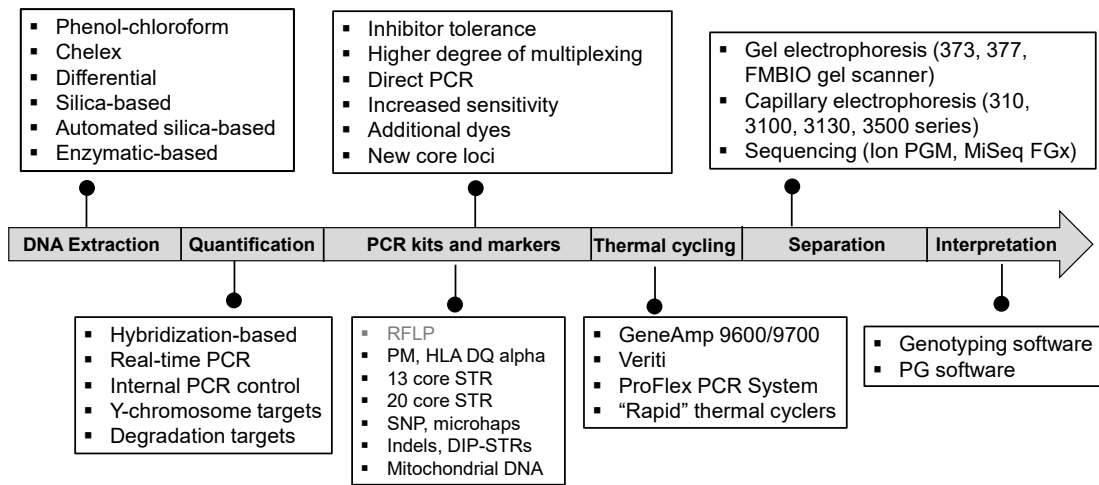 ▪ Phenol-chloroform
▪ Chelex
▪ Differential
▪ Silica-based
▪ Automated silica-based
▪ Enzymatic-based
▪ Inhibitor tolerance
▪ Higher degree of multiplexing
▪ Direct PCR
▪ Increased sensitivity
▪ Additional dyes
▪ New core loci
▪ Gel electrophoresis (373, 377,
FMBIO gel scanner)
▪ Capillary electrophoresis (310,
3100, 3130, 3500 series)
▪ Sequencing (Ion PGM, MiSeq FGx)
DNA Extraction
Quantification
PCR kits and markers
Thermal cycling
Separation
Interpretation
▪ Hybridization-based
▪ Real-time PCR
▪ Internal PCR control
▪ Y-chromosome targets
▪ Degradation targets
▪ RFLP
▪ PM, HLA DQ alpha
▪ 13 core STR
▪ 20 core STR
▪ SNP, microhaps
▪ Indels, DIP-STRs
▪ Mitochondrial DNA
▪ GeneAmp 9600/9700
▪ Veriti
▪ ProFlex PCR System
▪ “Rapid” thermal cyclers
▪ Genotyping software
▪ PG software